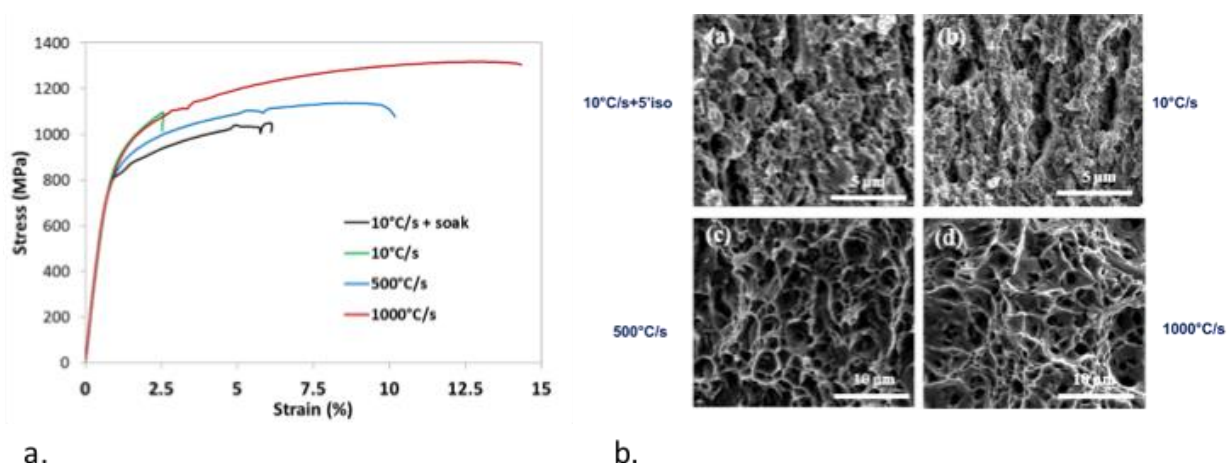 1400
1200
1000
800
600
400
200
0
Stress (MPa)
10°C/s + soak
10°C/s
500°C/s
1000°C/s
0 2.5 5 7.5 10 12.5 15
Strain (%)
a.
10°C/s+5'iso
(a)
5 µm
(b)
5 µm
10°C/s
500°C/s
(c)
10 µm
(d)
10 µm
1000°C/s
b.